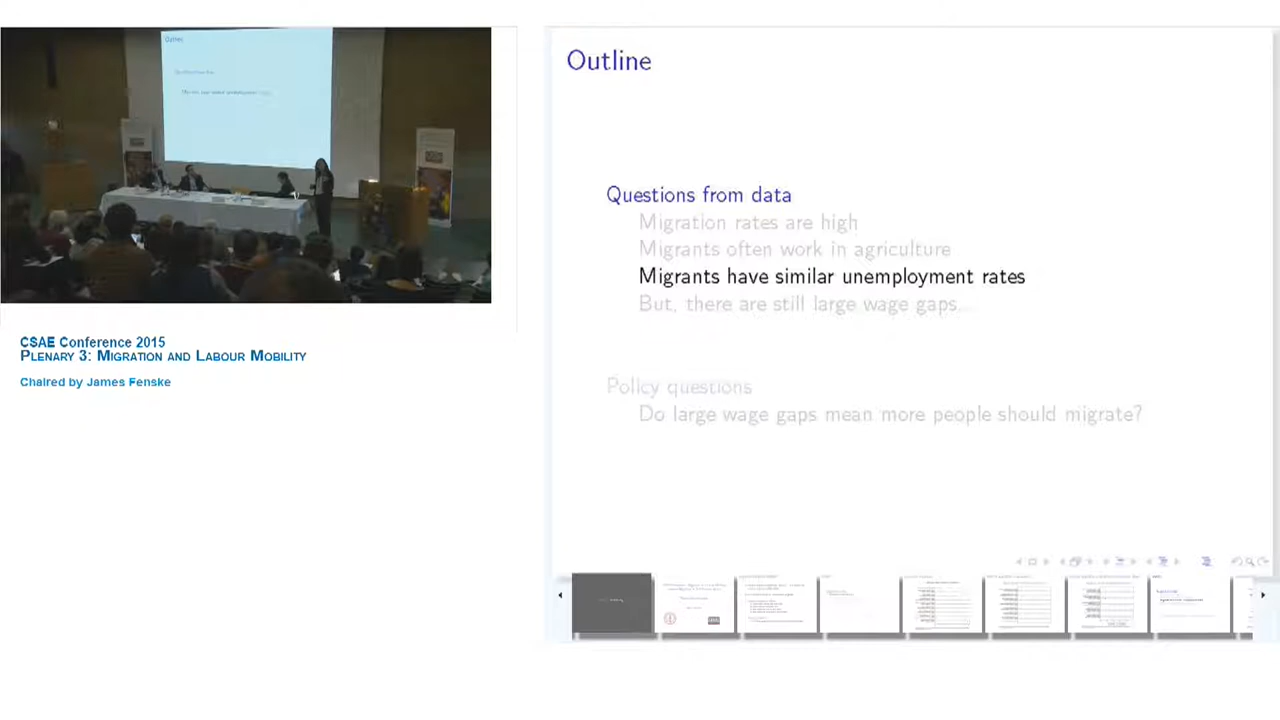 CSAE Conference 2015
Plenary 3: Migration and Labour Mobility
Chaired by James Fenske
Outline
Questions from data
Migration rates are high
Migrants often work in agriculture
Migrants have similar unemployment rates
But, there are still large wage gaps...
Policy questions
Do large wage gaps mean more people should migrate?